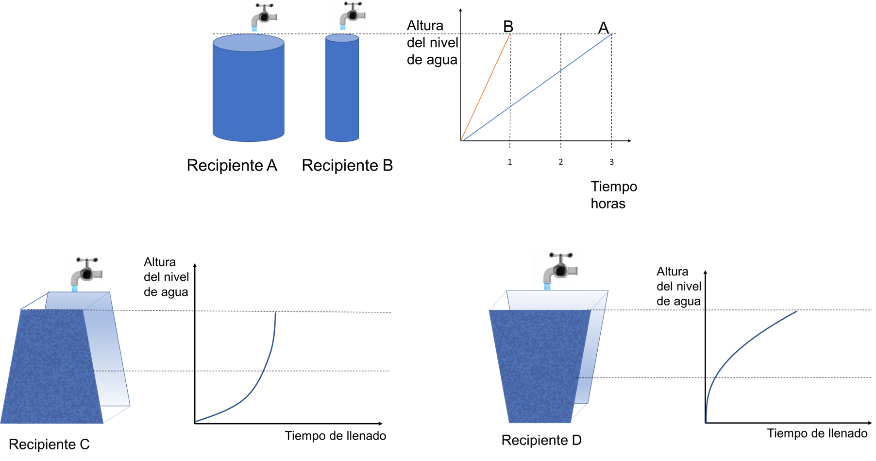 Altura
del nivel
de agua
B
A
1
2
3
Recipiente A
Recipiente B
Tiempo
horas
Altura
del nivel
de agua
Tiempo de llenado
Recipiente C
Altura
del nivel
de agua
Tiempo de llenado
Recipiente D